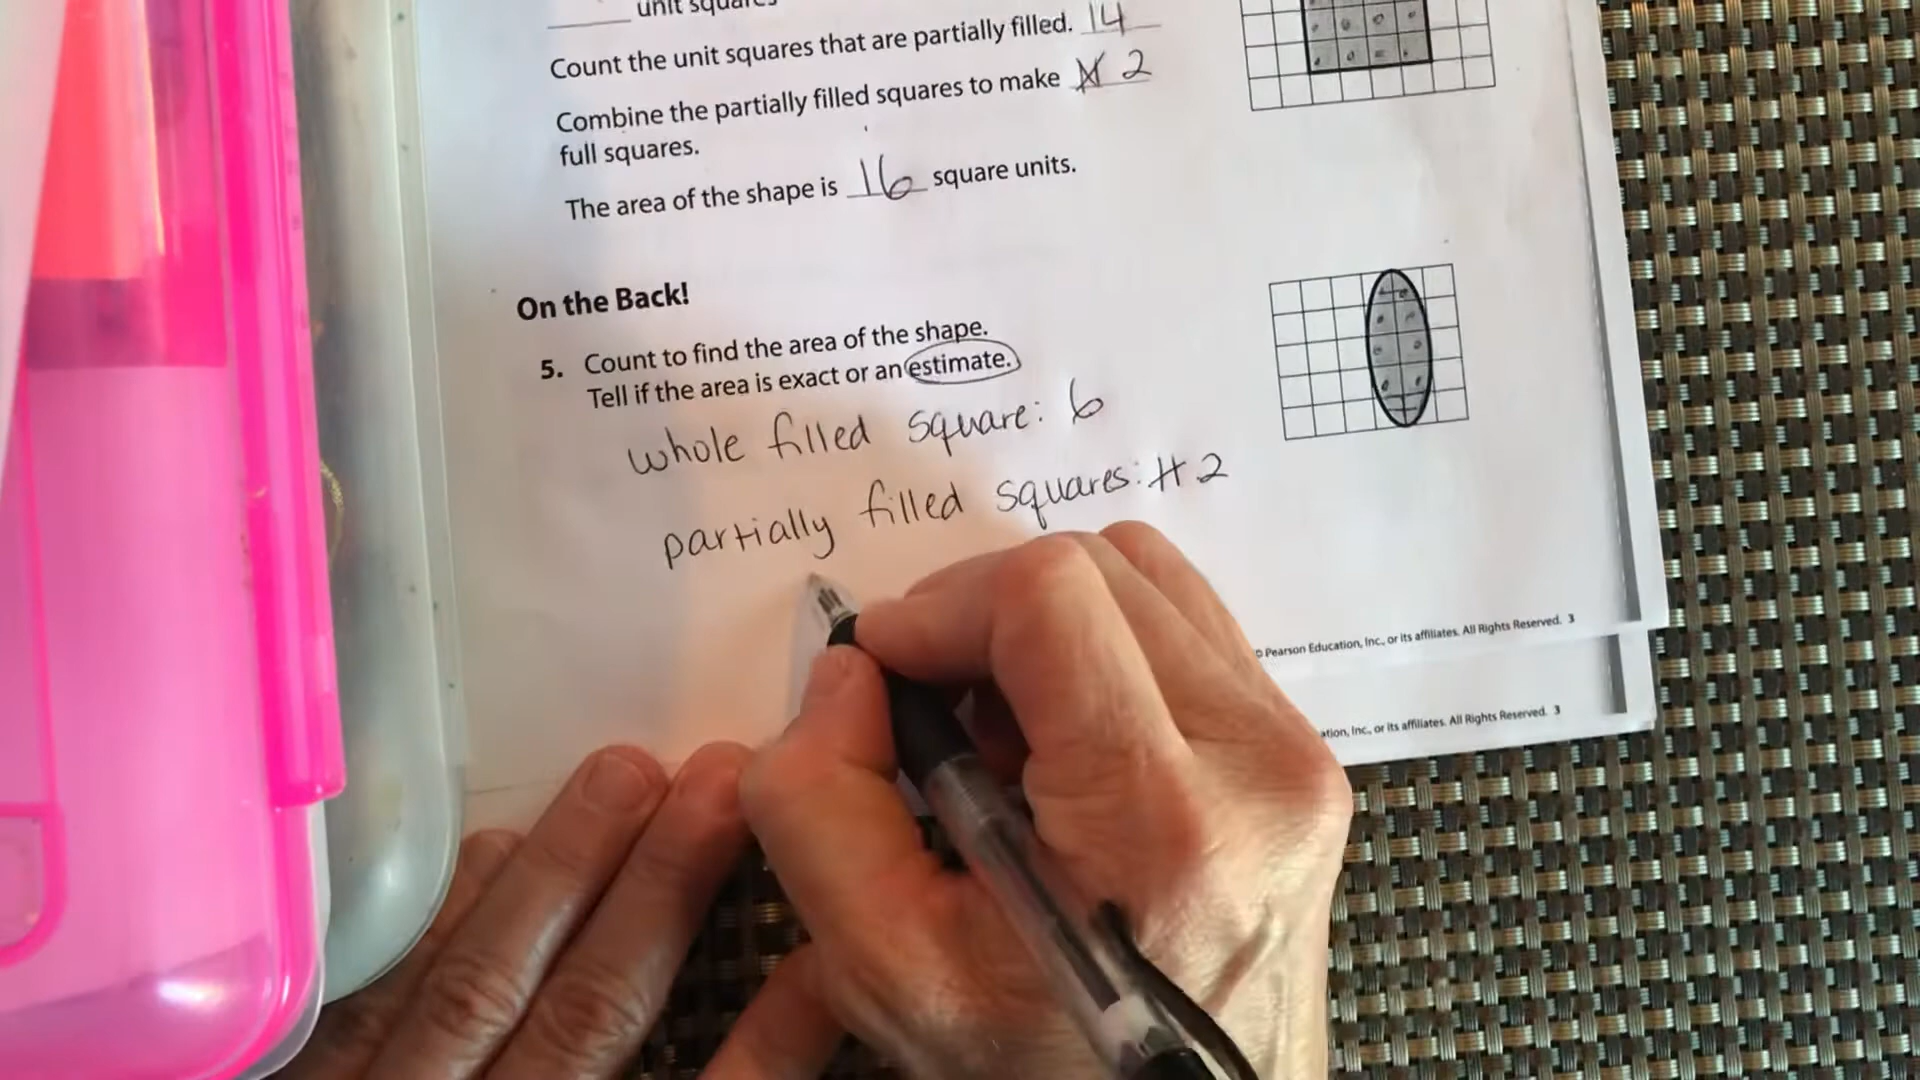 unit squares
Count the unit squares that are partially filled. 14
Combine the partially filled squares to make 2
full squares.
The area of the shape is 16 square units.
On the Back!
5. Count to find the area of the shape.
Tell if the area is exact or an estimate.
whole filled square: 6
partially filled squares: 2
© Pearson Education, Inc., or its affiliates. All Rights Reserved. 3
ation, Inc., or its affiliates. All Rights Reserved. 3